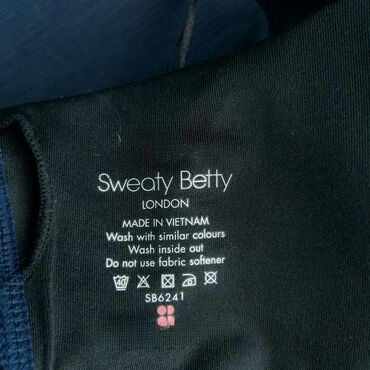 Sweaty Betty
LONDON
MADE IN VIETNAM
Wash with similar colours
Wash inside out
Do not use fabric softener
40
SB6241